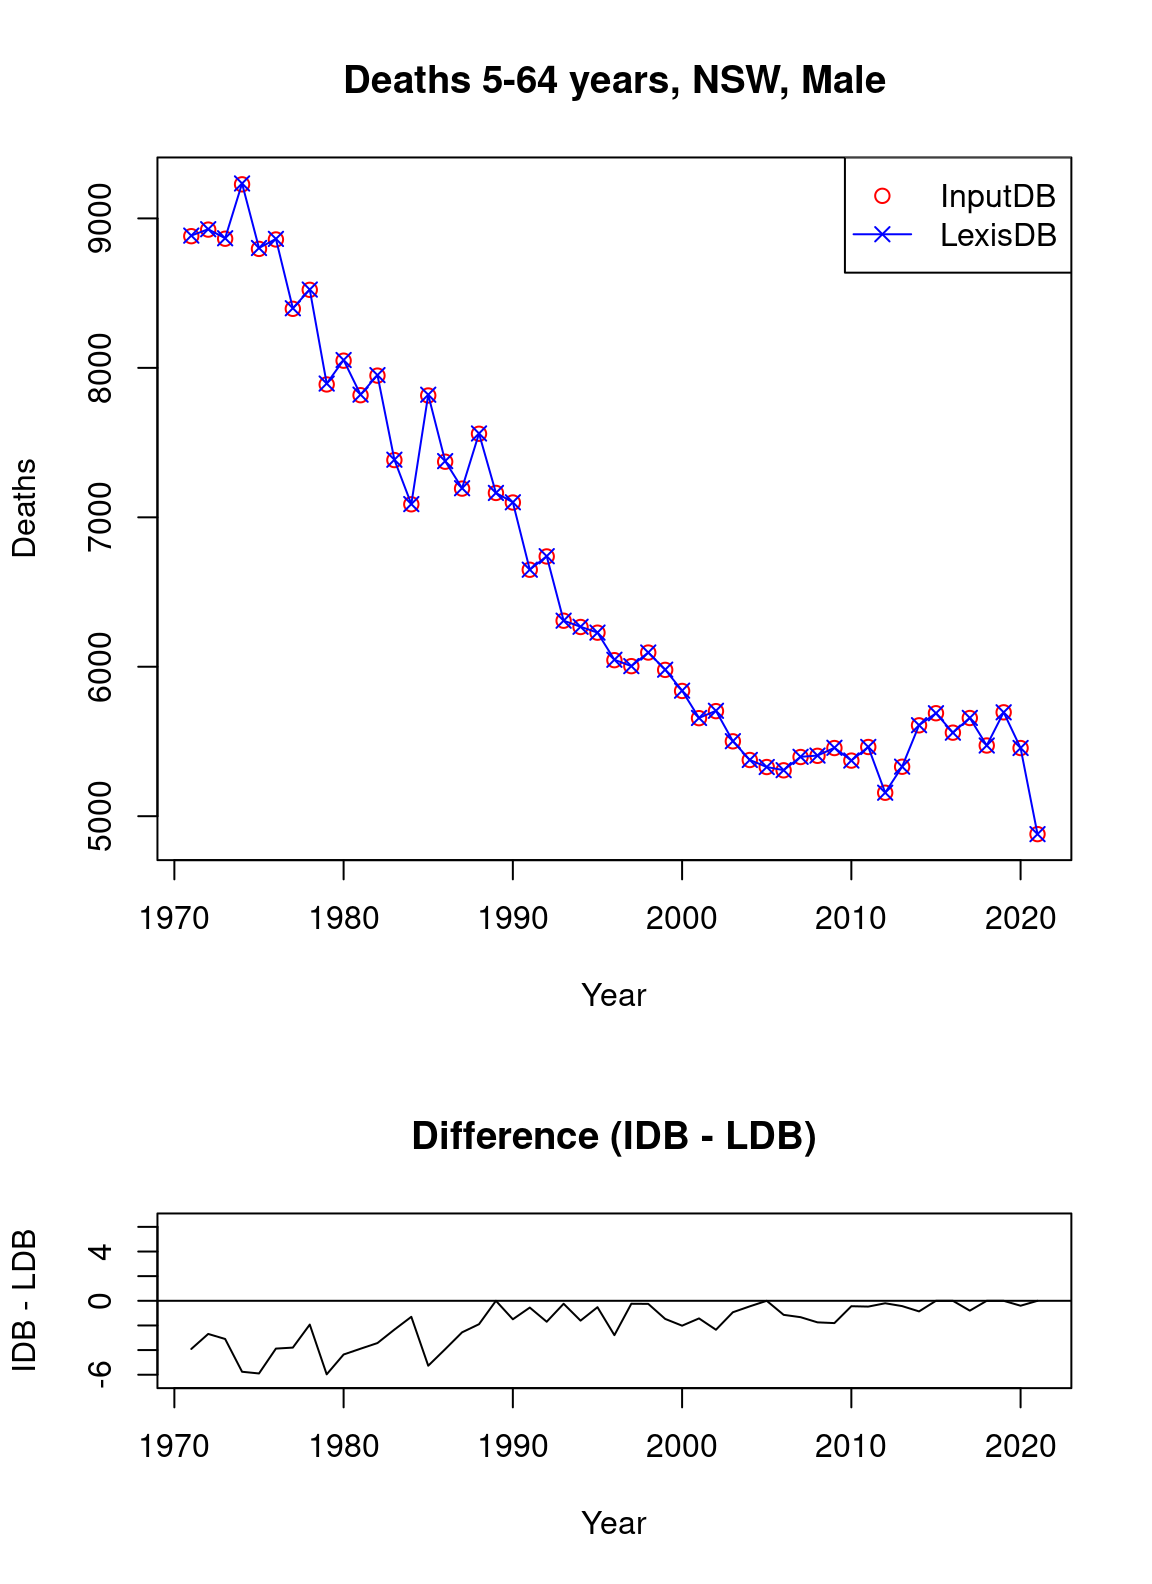 Deaths 5-64 years, NSW, Male
InputDB
LexisDB
Deaths
9000
8000
7000
6000
5000
1970 1980 1990 2000 2010 2020
Year
Difference (IDB - LDB)
IDB - LDB
4
0
-6
1970 1980 1990 2000 2010 2020
Year